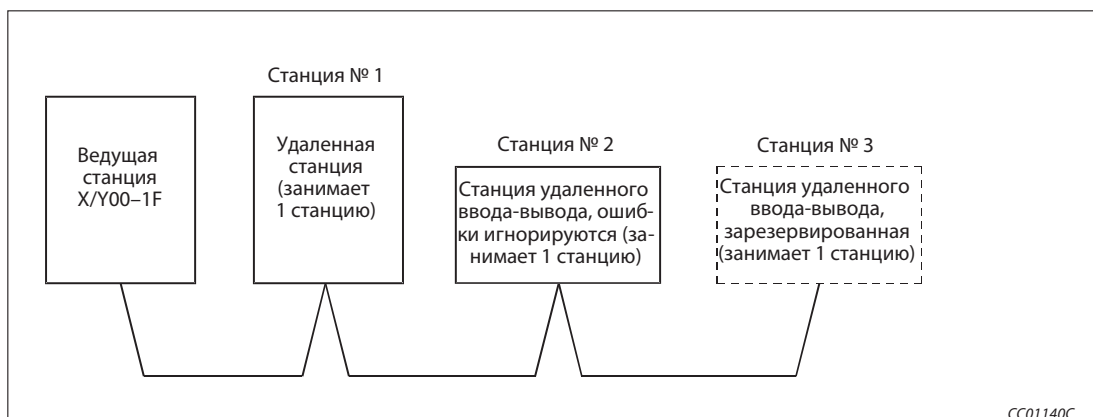 Станция № 1
Ведущая
станция
X/Y00–1F
Удаленная
станция
(занимает
1 станцию)
Станция № 2
Станция удаленного
ввода-вывода, ошиб-
ки игнорируются (за-
нимает 1 станцию)
Станция № 3
Станция удаленного
ввода-вывода,
зарезервированная
(занимает 1 станцию)
CC01140C